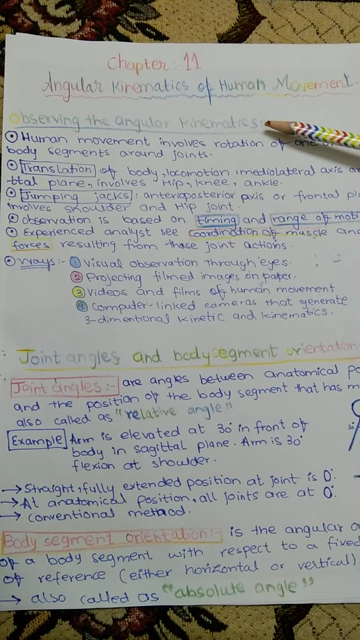 Chapter : 11
Angular Kinematics of Human Movement
Observing the angular kinematics:-
Human movement involves rotation of one or
body segments around joints.
Translation of body, locomotion imediolateral axis or
ttal plane, involves Hip, knee, ankle.
Jumping jacks: anteroposterior axis or frontal pl
involves shoulder and Hip joint.
Observation is based on timing and range of mot
Experienced analyst see coordination of muscle and
forces resulting from those joint actions.
ways:- 1 Visual observation through eyes.
2 Projecting filmed images on paper.
3 Videos and films of human movement
4 Computer-linked cameras that generate
3-dimentional kinetic and kinematics.
Joint angles and body segment orientation
Joint angles:- are angles between anatomical po
and the position of the body segment that has m
also called as "relative angle"
Example Arm is elevated at 30° in front of
body in sagittal plane. Arm is 30°
flexion at shoulder.
→ Straight, fully extended position at joint is 0°.
→ At anatomical position, all joints are at 0°.
→ conventional method.
Body segment orientation:- is the angular o
of a body segment with respect to a fixed
of reference (either horizontal or vertical).
→ also called as "absolute angle"